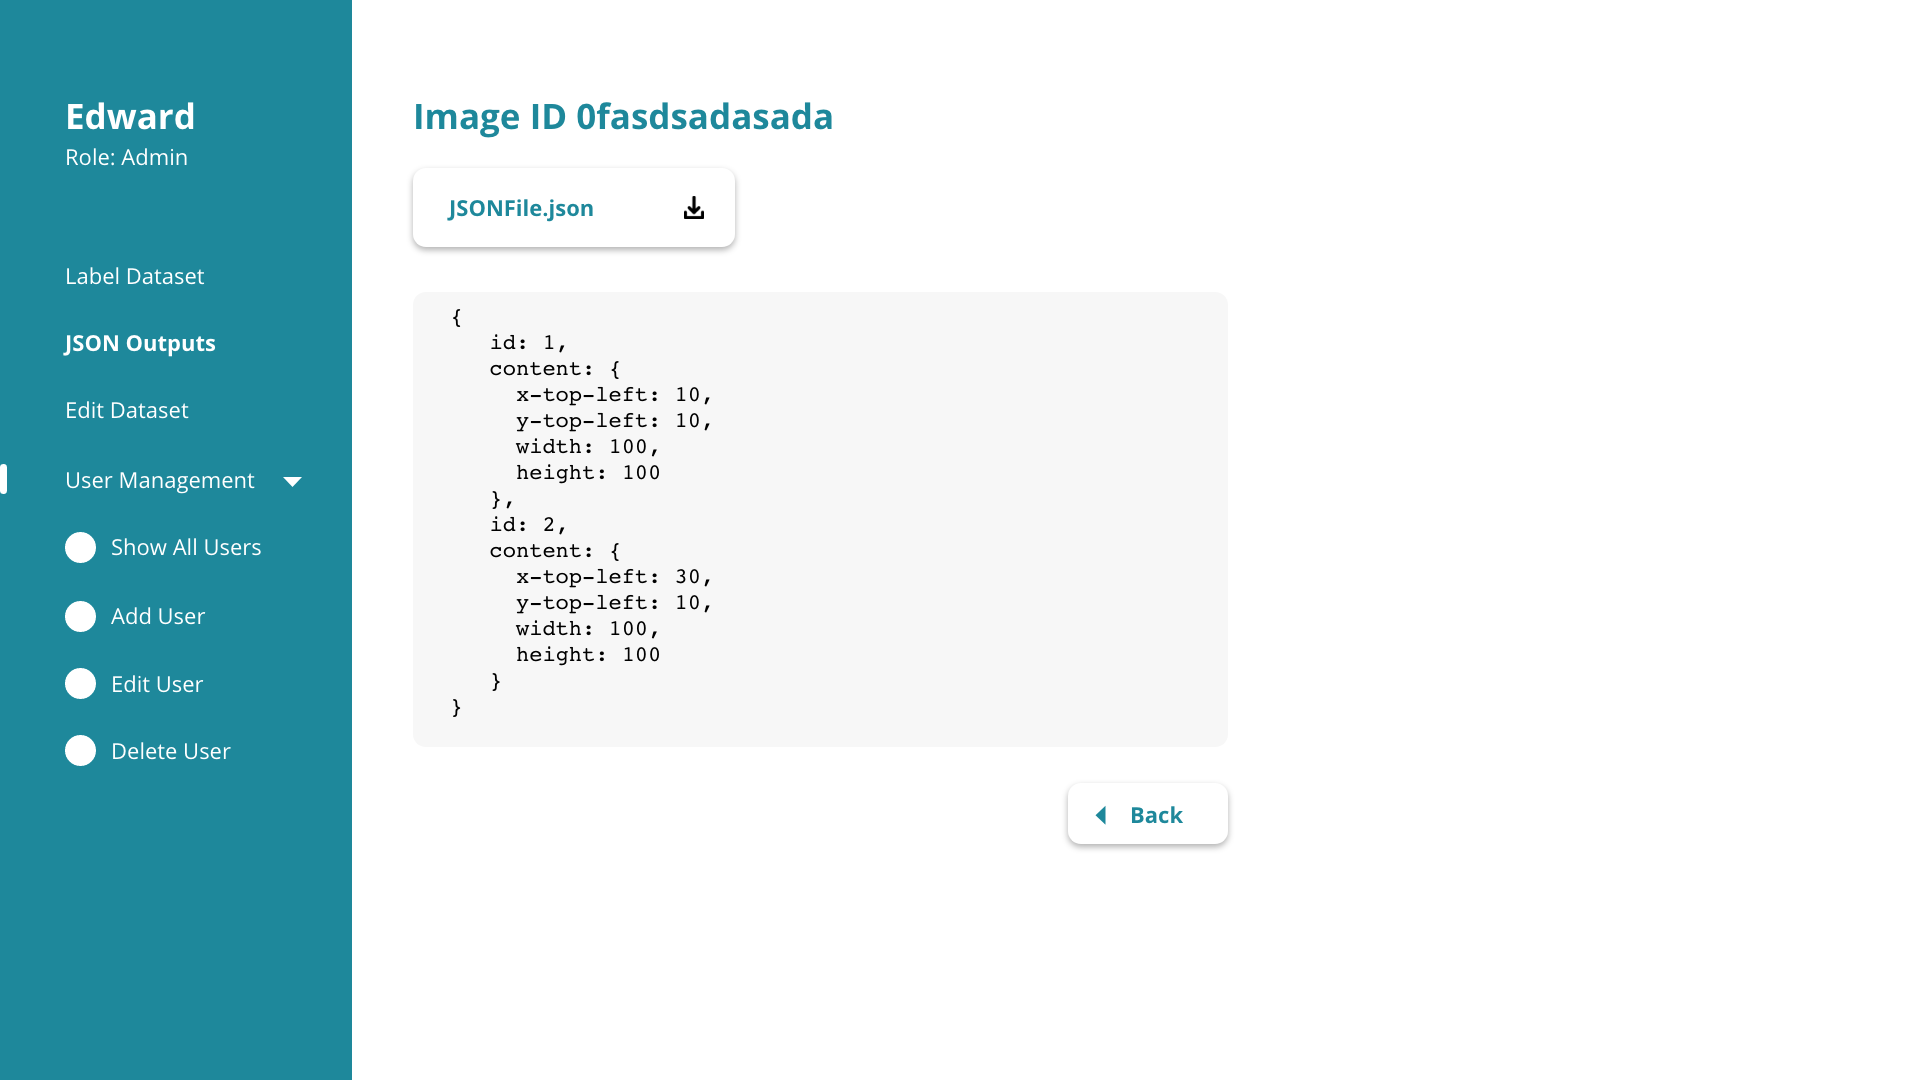 Edward
Role: Admin
Label Dataset
JSON Outputs
Edit Dataset
User Management
Show All Users
Add User
Edit User
Delete User
Image ID 0fasdsadasada
JSONFile.json
{
id: 1,
content: {
x-top-left: 10,
y-top-left: 10,
width: 100,
height: 100
},
id: 2,
content: {
x-top-left: 30,
y-top-left: 10,
width: 100,
height: 100
}
}
Back